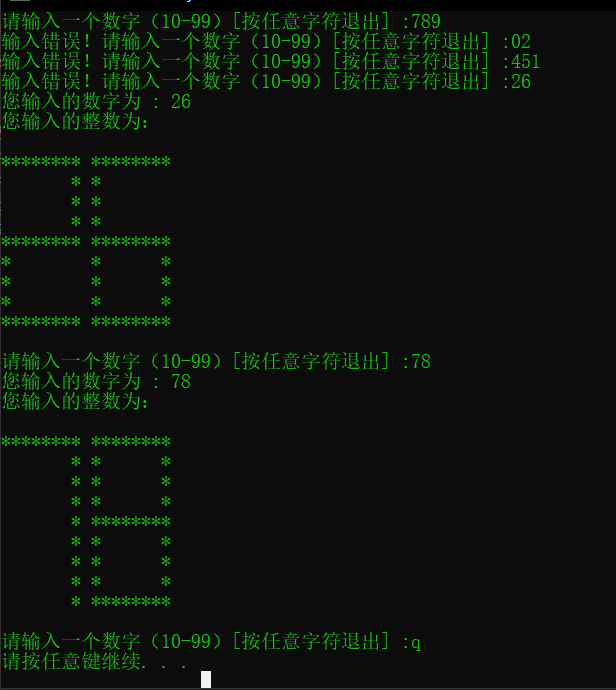 请输入一个数字（10-99）[按任意字符退出] :789
输入错误! 请输入一个数字（10-99）[按任意字符退出] :02
输入错误! 请输入一个数字（10-99）[按任意字符退出] :451
输入错误! 请输入一个数字（10-99）[按任意字符退出] :26
您输入的数字为 : 26
您输入的整数为:
******** ********
       * *
       * *
       * *
******** ********
*        *      *
*        *      *
*        *      *
******** ********
请输入一个数字（10-99）[按任意字符退出] :78
您输入的数字为 : 78
您输入的整数为:
******** ********
       * *      *
       * *      *
       * *      *
       * ********
       * *      *
       * *      *
       * *      *
       * ********
请输入一个数字（10-99）[按任意字符退出] :q
请按任意键继续. . .